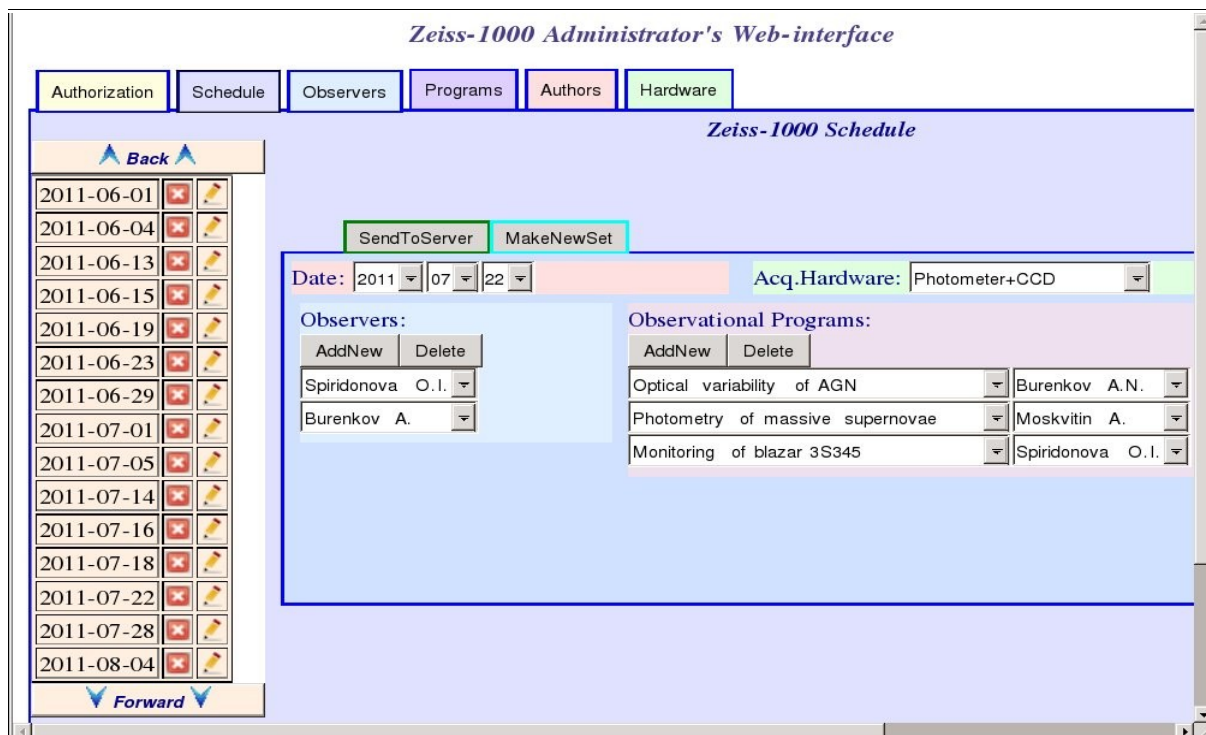 Zeiss-1000 Administrator's Web-interface
Authorization Schedule Observers Programs Authors Hardware
Zeiss-1000 Schedule
Back
2011-06-01
2011-06-04
2011-06-13
2011-06-15
2011-06-19
2011-06-23
2011-06-29
2011-07-01
2011-07-05
2011-07-14
2011-07-16
2011-07-18
2011-07-22
2011-07-28
2011-08-04
Forward
SendToServer MakeNewSet
Date: 2011 07 22 Acq.Hardware: Photometer+CCD
Observers:
AddNew Delete
Spiridonova O.I.
Burenkov A.
Observational Programs:
AddNew Delete
Optical variability of AGN Burenkov A.N.
Photometry of massive supernovae Moskvitin A.
Monitoring of blazar 3S345 Spiridonova O.I.